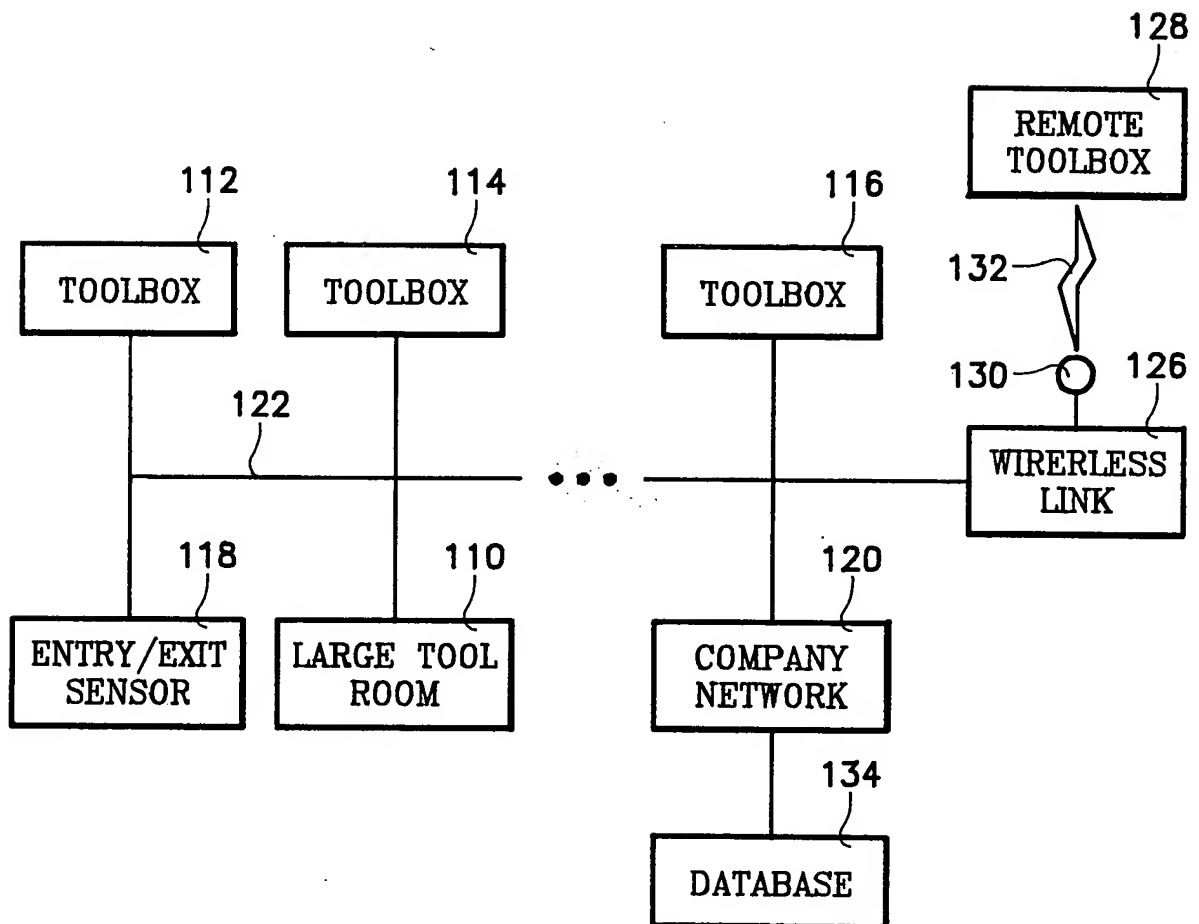 128
REMOTE
TOOLBOX
112
114
116
TOOLBOX
TOOLBOX
TOOLBOX
132
130
126
122
WIRERLESS
LINK
118
110
120
ENTRY/EXIT
SENSOR
LARGE TOOL
ROOM
COMPANY
NETWORK
134
DATABASE